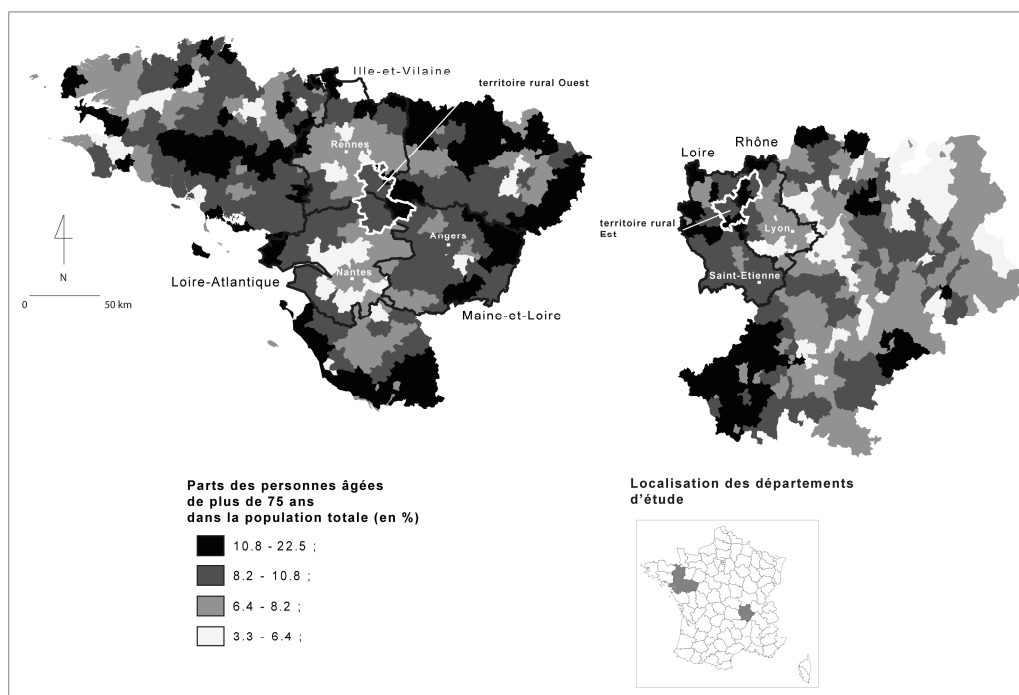 Ille-et-Vilaine
territoire rural Ouest
Rennes
Rhône
Loire
territoire rural
Est
Lyon
Angers
Nantes
Saint-Etienne
Loire-Atlantique
Maine-et-Loire
N
0 50 km
Parts des personnes âgées
de plus de 75 ans
dans la population totale (en %)
10.8 - 22.5 ;
8.2 - 10.8 ;
6.4 - 8.2 ;
3.3 - 6.4 ;
Localisation des départements
d'étude